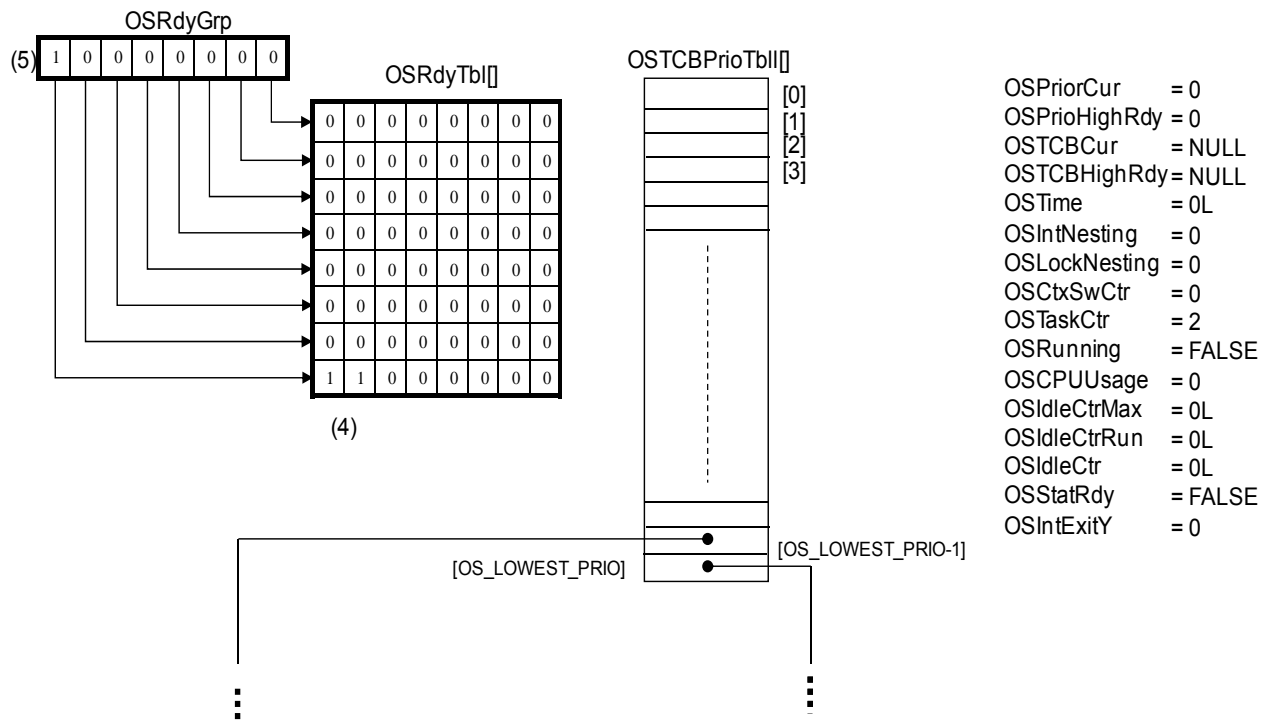 OSRdyGrp
(5) 1 0 0 0 0 0 0 0
OSRdyTbl[]
0 0 0 0 0 0 0 0
0 0 0 0 0 0 0 0
0 0 0 0 0 0 0 0
0 0 0 0 0 0 0 0
0 0 0 0 0 0 0 0
0 0 0 0 0 0 0 0
0 0 0 0 0 0 0 0
1 1 0 0 0 0 0 0
(4)
OSTCBPrioTbll[]
[0]
[1]
[2]
[3]
[OS_LOWEST_PRIO-1]
[OS_LOWEST_PRIO]
OSPriorCur = 0
OSPrioHighRdy = 0
OSTCBCur = NULL
OSTCBHighRdy = NULL
OSTime = 0L
OSIntNesting = 0
OSLockNesting = 0
OSCtxSwCtr = 0
OSTaskCtr = 2
OSRunning = FALSE
OSCPUUsage = 0
OSIdleCtrMax = 0L
OSIdleCtrRun = 0L
OSIdleCtr = 0L
OSStatRdy = FALSE
OSIntExitY = 0